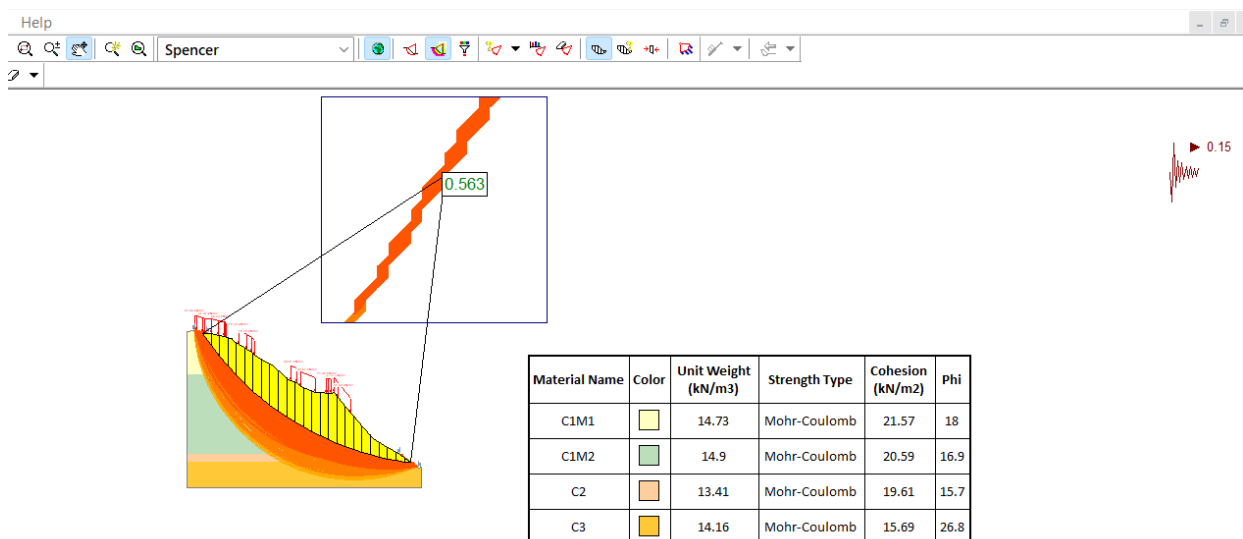 Help
Spencer
0.15
0.563
Material Name Color Unit Weight (kN/m3) Strength Type Cohesion (kN/m2) Phi
C1M1 14.73 Mohr-Coulomb 21.57 18
C1M2 14.9 Mohr-Coulomb 20.59 16.9
C2 13.41 Mohr-Coulomb 19.61 15.7
C3 14.16 Mohr-Coulomb 15.69 26.8